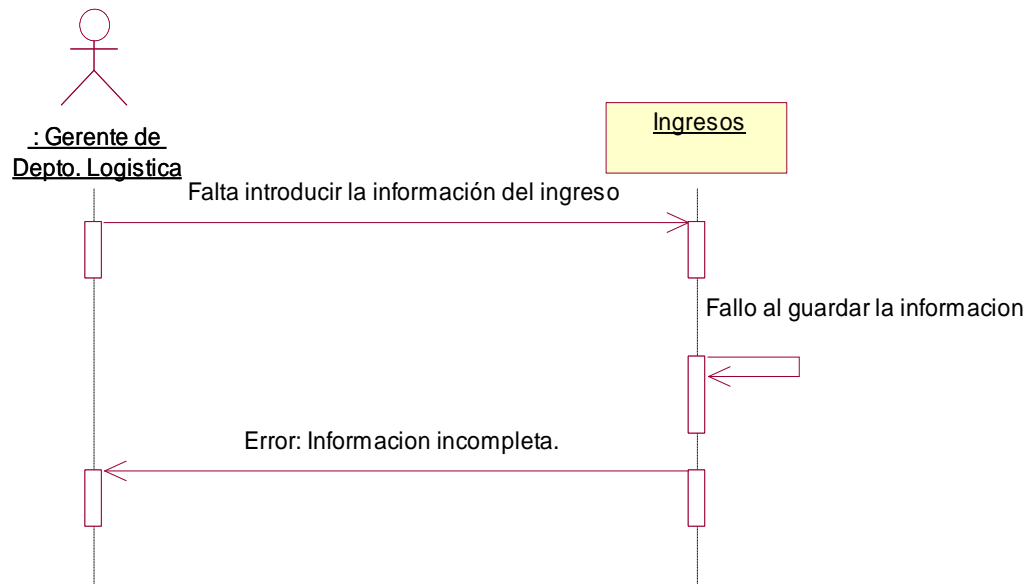 : Gerente de
Depto. Logistica
Ingresos
Falta introducir la información del ingreso
Fallo al guardar la informacion
Error: Informacion incompleta.